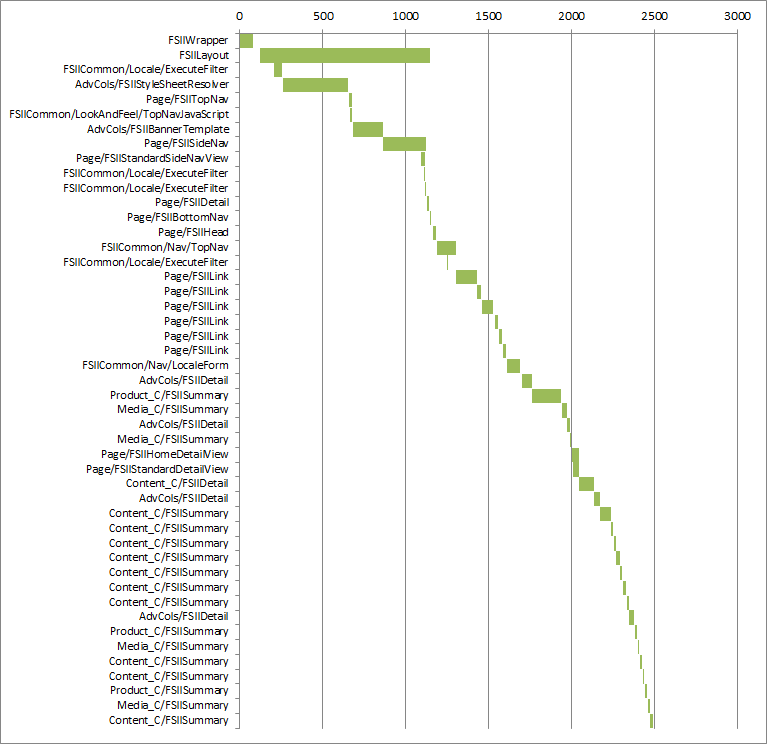 0 500 1000 1500 2000 2500 3000
FSIIWrapper
FSIILayout
FSIICommon/Locale/ExecuteFilter
AdvCols/FSIIStyleSheetResolver
Page/FSIITopNav
FSIICommon/LookAndFeel/TopNavJavaScript
AdvCols/FSIIBannerTemplate
Page/FSIISideNav
Page/FSIIStandardSideNavView
FSIICommon/Locale/ExecuteFilter
FSIICommon/Locale/ExecuteFilter
Page/FSIIDetail
Page/FSIIBottomNav
Page/FSIIHead
FSIICommon/Nav/TopNav
FSIICommon/Locale/ExecuteFilter
Page/FSIILink
Page/FSIILink
Page/FSIILink
Page/FSIILink
Page/FSIILink
Page/FSIILink
FSIICommon/Nav/LocaleForm
AdvCols/FSIIDetail
Product_C/FSIISummary
Media_C/FSIISummary
AdvCols/FSIIDetail
Media_C/FSIISummary
Page/FSIIHomeDetailView
Page/FSIIStandardDetailView
Content_C/FSIIDetail
AdvCols/FSIIDetail
Content_C/FSIISummary
Content_C/FSIISummary
Content_C/FSIISummary
Content_C/FSIISummary
Content_C/FSIISummary
Content_C/FSIISummary
Content_C/FSIISummary
AdvCols/FSIIDetail
Product_C/FSIISummary
Media_C/FSIISummary
Content_C/FSIISummary
Content_C/FSIISummary
Product_C/FSIISummary
Media_C/FSIISummary
Content_C/FSIISummary